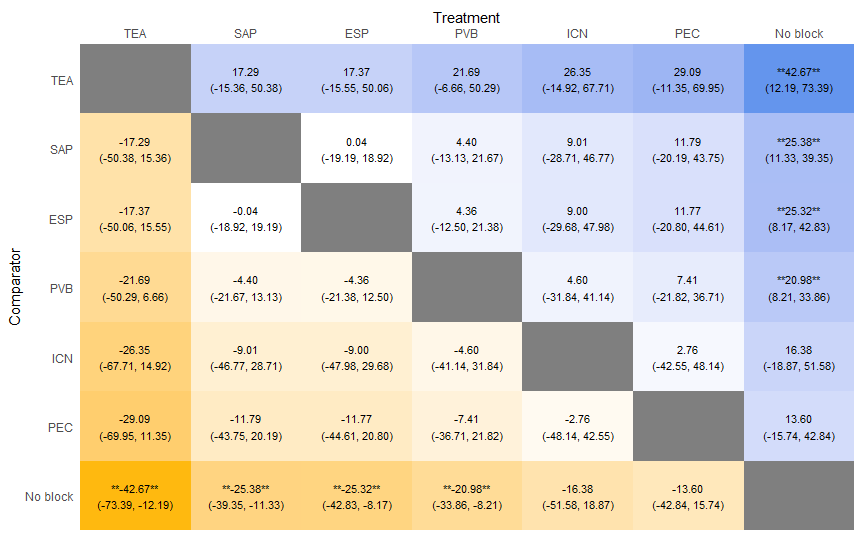 Treatment
TEA SAP ESP PVB ICN PEC No block
TEA
17.29 17.37 21.69 26.35 29.09 **42.67**
(-15.36, 50.38) (-15.55, 50.06) (-6.66, 50.29) (-14.92, 67.71) (-11.35, 69.95) (12.19, 73.39)
SAP
-17.29 0.04 4.40 9.01 11.79 **25.38**
(-50.38, 15.36) (-19.19, 18.92) (-13.13, 21.67) (-28.71, 46.77) (-20.19, 43.75) (11.33, 39.35)
ESP
-17.37 -0.04 4.36 9.00 11.77 **25.32**
(-50.06, 15.55) (-18.92, 19.19) (-12.50, 21.38) (-29.68, 47.98) (-20.80, 44.61) (8.17, 42.83)
Comparator
PVB
-21.69 -4.40 -4.36 4.60 7.41 **20.98**
(-50.29, 6.66) (-21.67, 13.13) (-21.38, 12.50) (-31.84, 41.14) (-21.82, 36.71) (8.21, 33.86)
ICN
-26.35 -9.01 -9.00 -4.60 2.76 16.38
(-67.71, 14.92) (-46.77, 28.71) (-47.98, 29.68) (-41.14, 31.84) (-42.55, 48.14) (-18.87, 51.58)
PEC
-29.09 -11.79 -11.77 -7.41 -2.76 13.60
(-69.95, 11.35) (-43.75, 20.19) (-44.61, 20.80) (-36.71, 21.82) (-48.14, 42.55) (-15.74, 42.84)
No block
**-42.67** **-25.38** **-25.32** **-20.98** -16.38 -13.60
(-73.39, -12.19) (-39.35, -11.33) (-42.83, -8.17) (-33.86, -8.21) (-51.58, 18.87) (-42.84, 15.74)